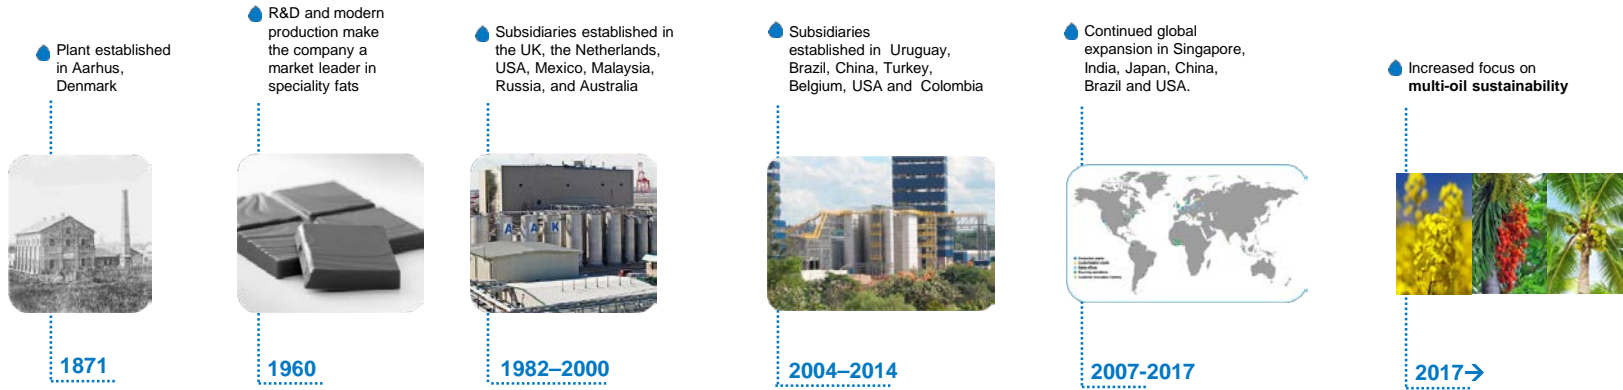 Plant established
in Aarhus,
Denmark
1871
R&D and modern
production make
the company a
market leader in
speciality fats
1960
Subsidiaries established in
the UK, the Netherlands,
USA, Mexico, Malaysia,
Russia, and Australia
A A K
1982–2000
Subsidiaries
established in Uruguay,
Brazil, China, Turkey,
Belgium, USA and Colombia
2004–2014
Continued global
expansion in Singapore,
India, Japan, China,
Brazil and USA.
2007-2017
Increased focus on
multi-oil sustainability
2017→